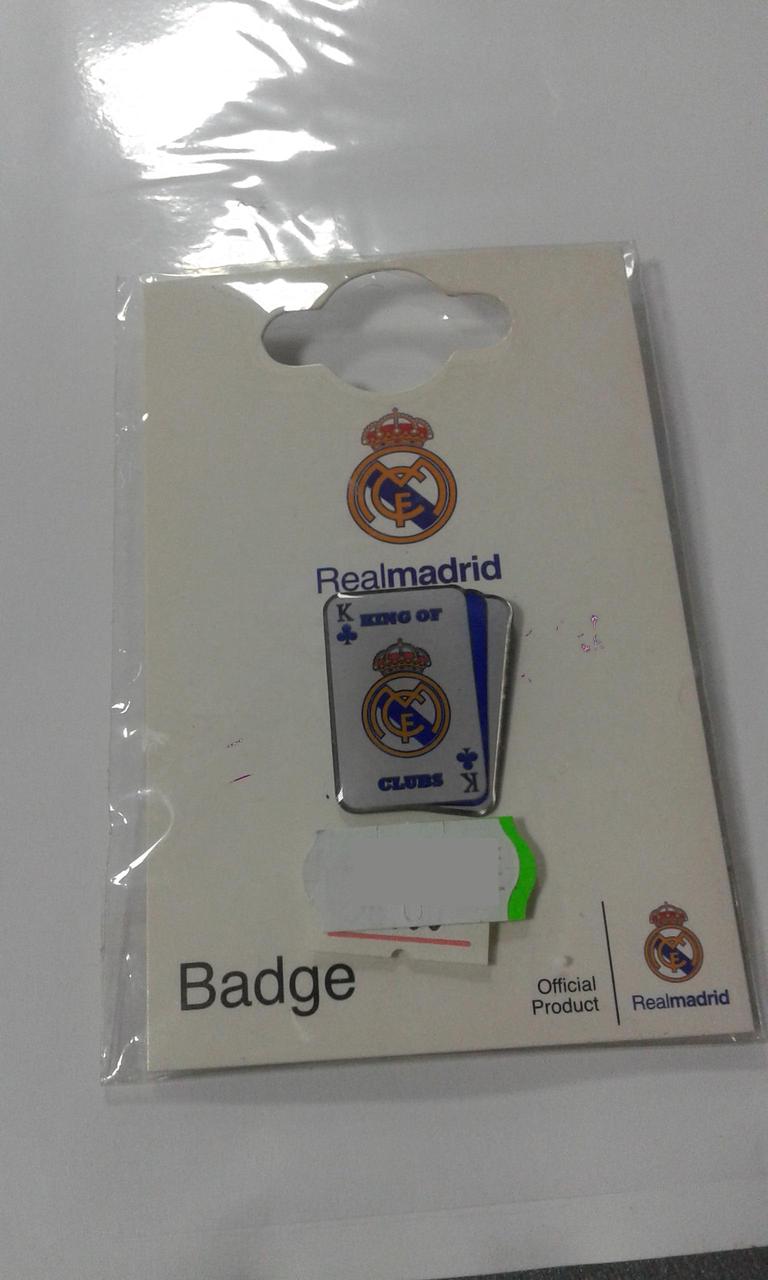 Realmadrid
K
KING OF
CLUBS
K
Badge
Official
Product
Realmadrid